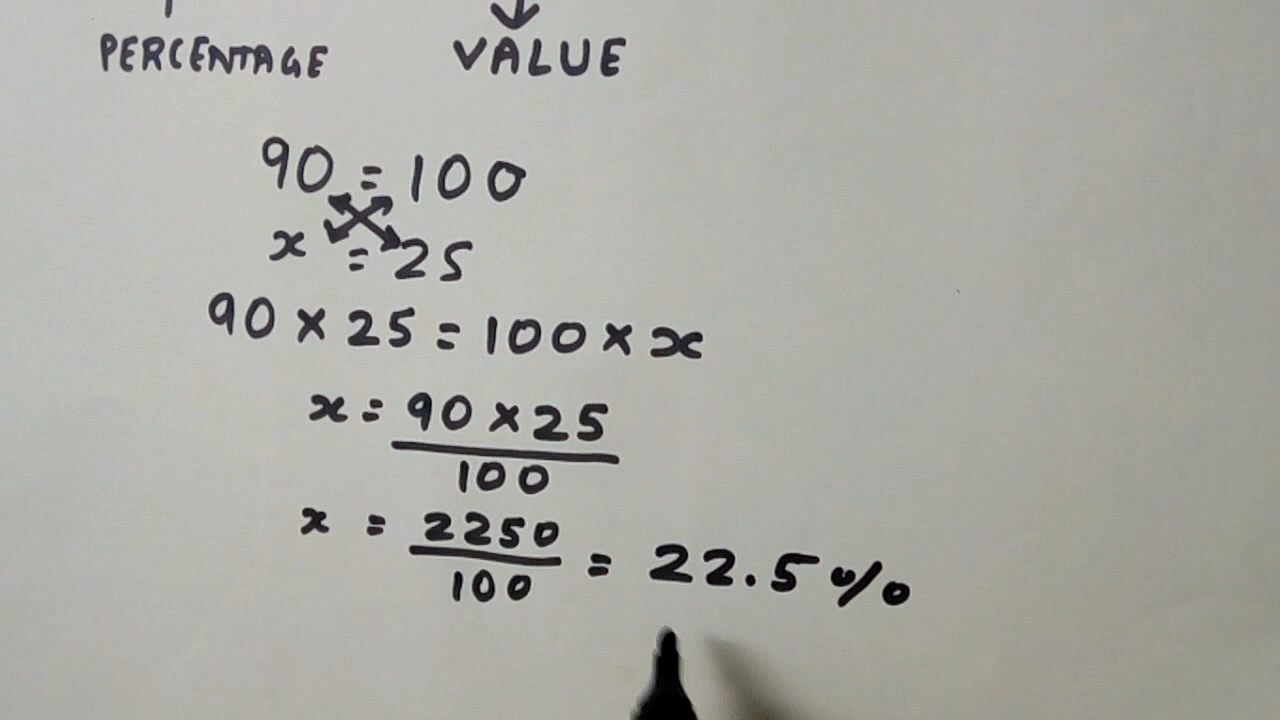 PERCENTAGE VALUE
90 = 100
x = 25
90 × 25 = 100 × x
x = 90 × 25
100
x = 2250 = 22.5%
100